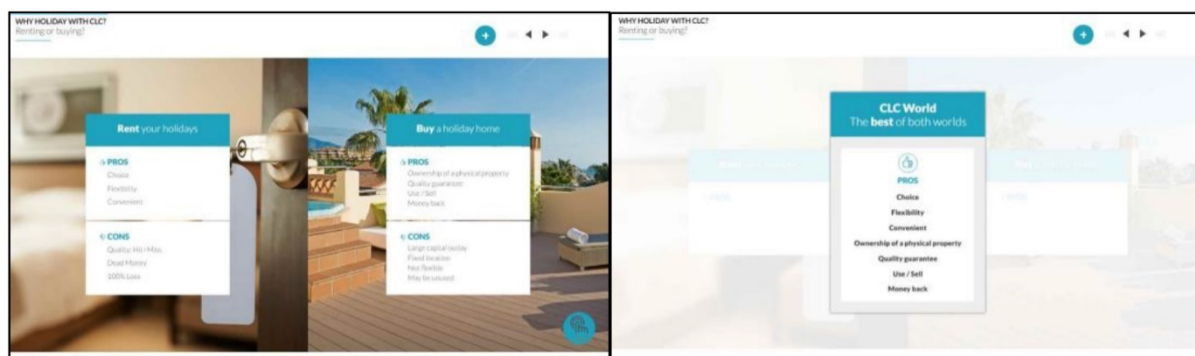 WHY HOLIDAY WITH CLC?
Renting or buying?
Rent your holidays
PROS
Choice
Flexibility
Convenient
CONS
Quality: Hit / Miss
Dead Money
100% Loss
Buy a holiday home
PROS
Ownership of a physical property
Quality guarantee
Use / Sell
Money back
CONS
Large capital outlay
Fixed location
Not flexible
May be unused
WHY HOLIDAY WITH CLC?
Renting or buying?
CLC World
The best of both worlds
PROS
Choice
Flexibility
Convenient
Ownership of a physical property
Quality guarantee
Use / Sell
Money back
PROS
PROS